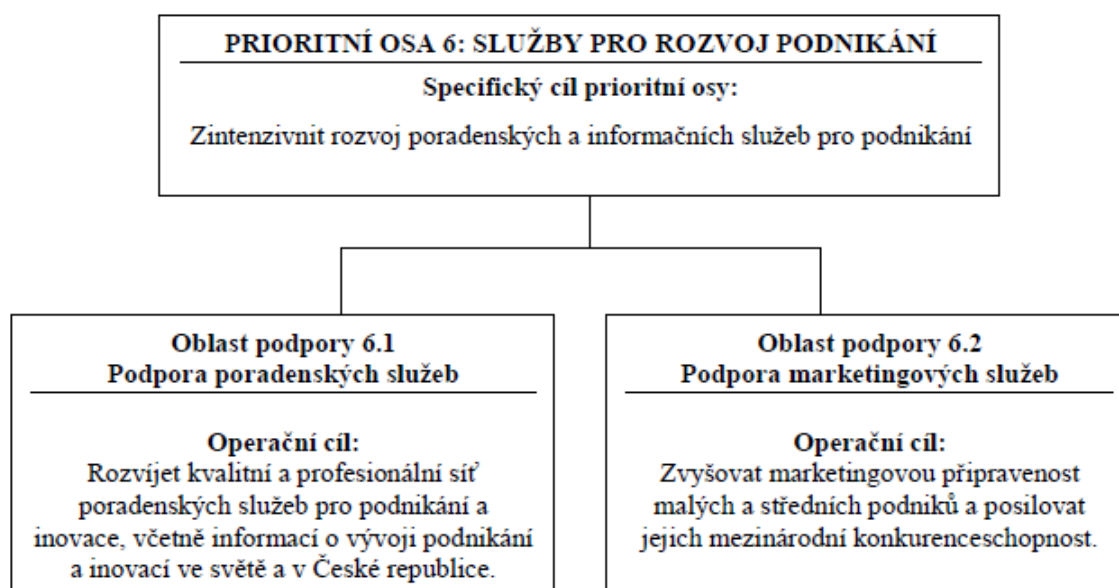 PRIORITNÍ OSA 6: SLUŽBY PRO ROZVOJ PODNIKÁNÍ
Specifický cíl prioritní osy:
Zintenzivnit rozvoj poradenských a informačních služeb pro podnikání
Oblast podpory 6.1
Podpora poradenských služeb
Operační cíl:
Rozvíjet kvalitní a profesionální síť
poradenských služeb pro podnikání a
inovace, včetně informací o vývoji podnikání
a inovací ve světě a v České republice.
Oblast podpory 6.2
Podpora marketingových služeb
Operační cíl:
Zvyšovat marketingovou připravenost
malých a středních podniků a posilovat
jejich mezinárodní konkurenceschopnost.